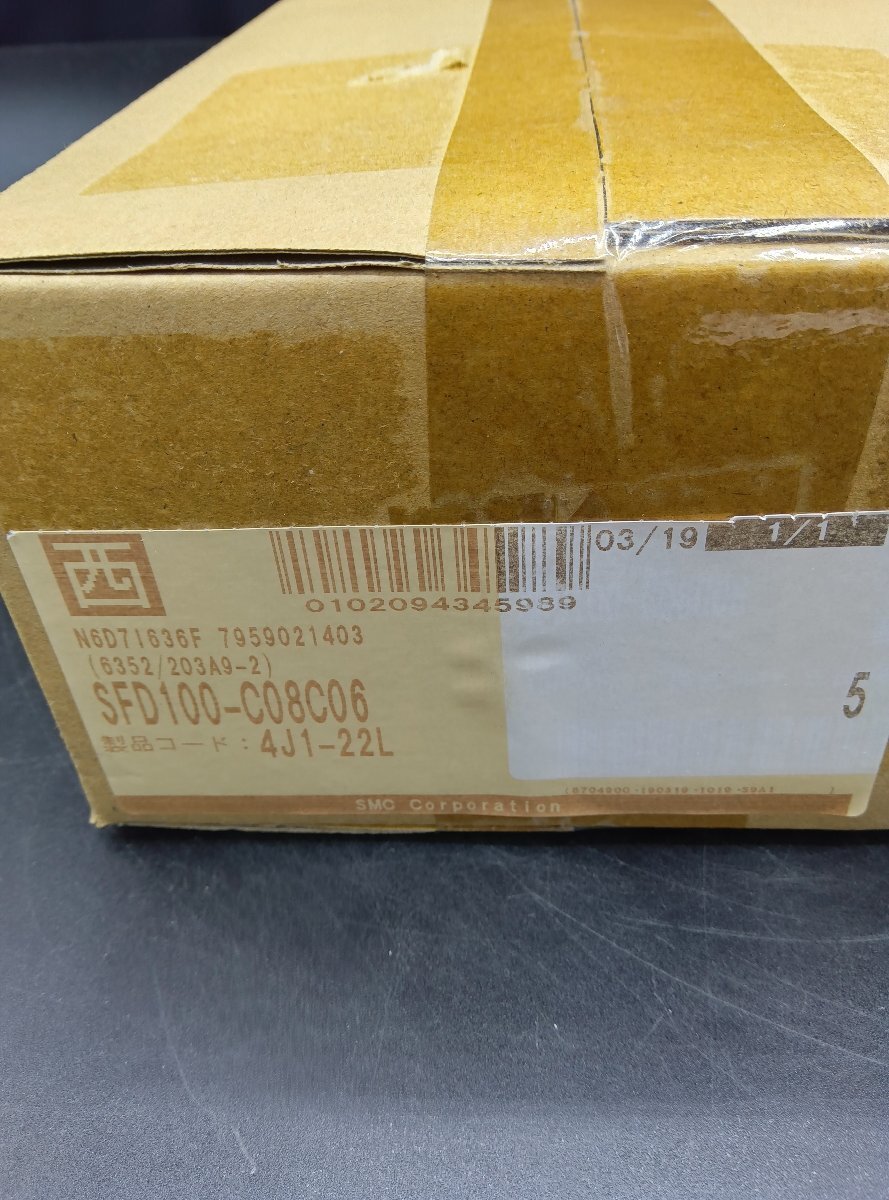 西
03/19
1/1
0102094345939
N6D7I636F 7959021403
(6352/203A9-2)
SFD100-C08C06
5
製品コード: 4J1-22L
SMC Corporation